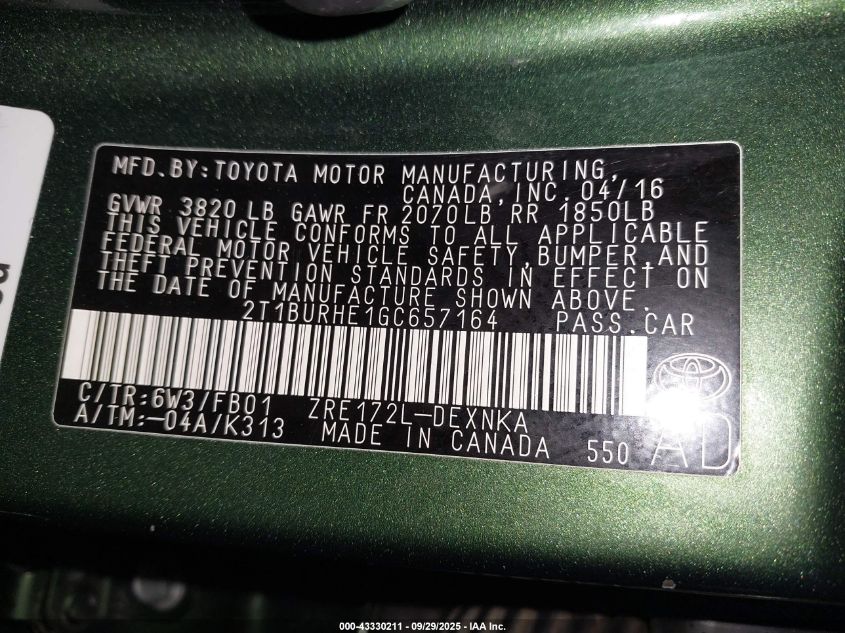 MFD.BY:TOYOTA MOTOR MANUFACTURING,
CANADA,INC. 04/16
GVWR 3820 LB GAWR FR 2070LB RR 1850LB
THIS VEHICLE CONFORMS TO ALL APPLICABLE
FEDERAL MOTOR VEHICLE SAFETY,BUMPER,AND
THEFT PREVENTION STANDARDS IN EFFECT ON
THE DATE OF MANUFACTURE SHOWN ABOVE.
2T1BURHE1GC657164 PASS.CAR
C/TR:6W3/FB01 ZRE172L-DEXNKA
A/TM:-04A/K313 MADE IN CANADA 550 AD
000-43330211 - 09/29/2025 - IAA Inc.